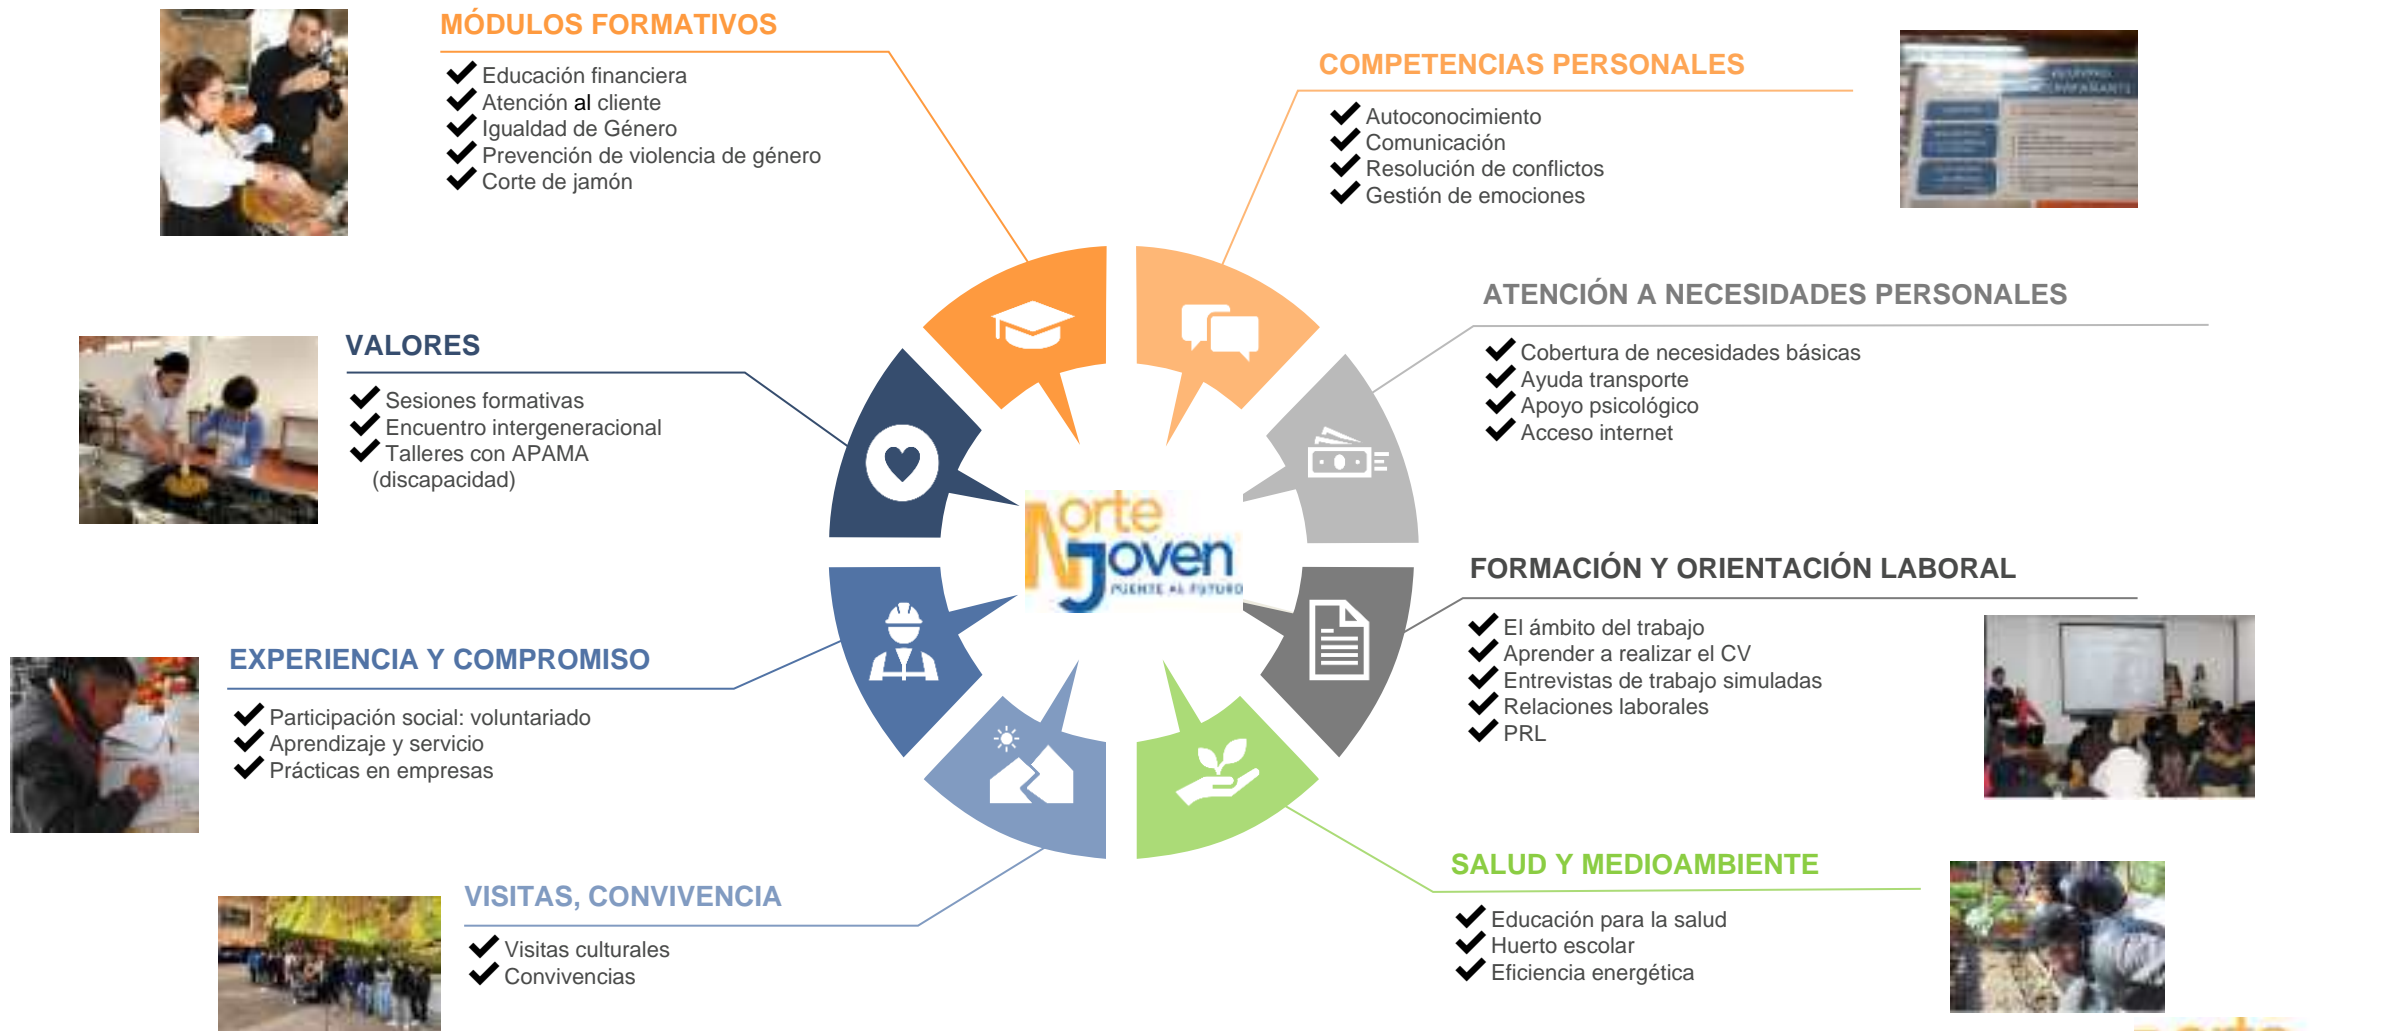 MÓDULOS FORMATIVOS
Educación financiera
Atención al cliente
Igualdad de Género
Prevención de violencia de género
Corte de jamón
COMPETENCIAS PERSONALES
Autoconocimiento
Comunicación
Resolución de conflictos
Gestión de emociones
ATENCIÓN A NECESIDADES PERSONALES
Cobertura de necesidades básicas
Ayuda transporte
Apoyo psicológico
Acceso internet
VALORES
Sesiones formativas
Encuentro intergeneracional
Talleres con APAMA
(discapacidad)
Norte
Joven
PUENTE AL FUTURO
FORMACIÓN Y ORIENTACIÓN LABORAL
El ámbito del trabajo
Aprender a realizar el CV
Entrevistas de trabajo simuladas
Relaciones laborales
PRL
EXPERIENCIA Y COMPROMISO
Participación social: voluntariado
Aprendizaje y servicio
Prácticas en empresas
SALUD Y MEDIOAMBIENTE
Educación para la salud
Huerto escolar
Eficiencia energética
VISITAS, CONVIVENCIA
Visitas culturales
Convivencias